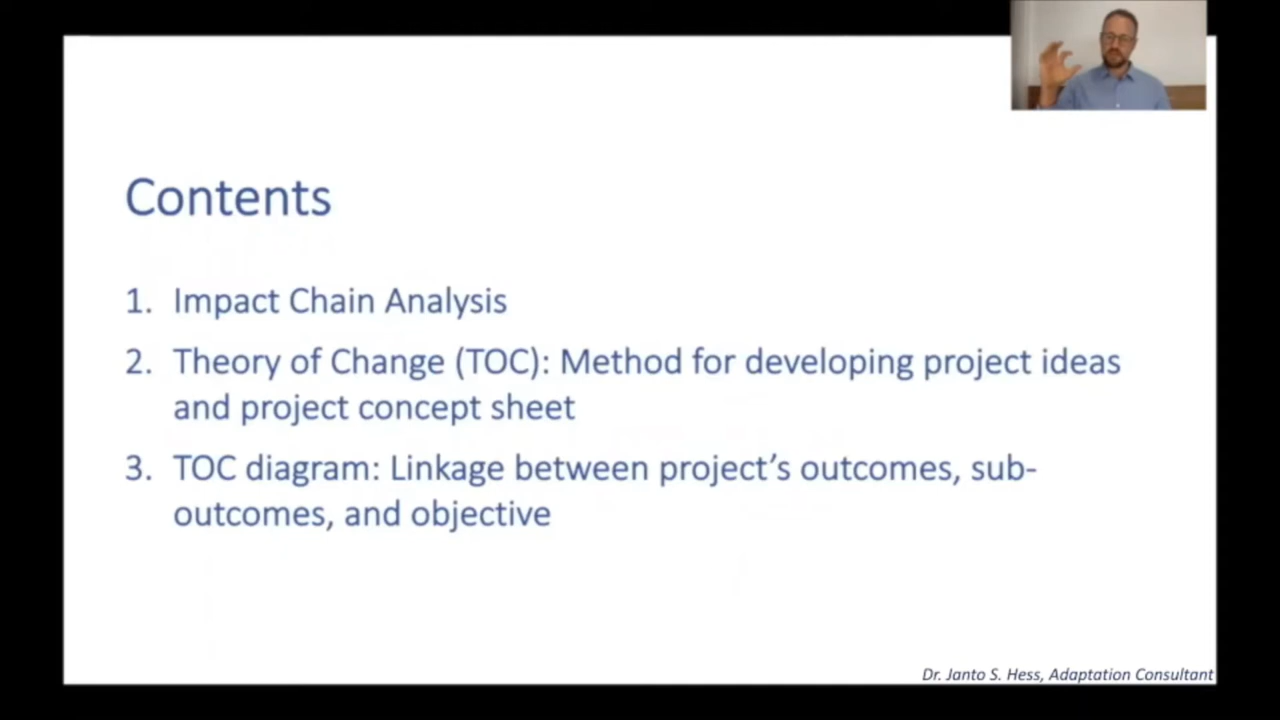 Contents
1. Impact Chain Analysis
2. Theory of Change (TOC): Method for developing project ideas
and project concept sheet
3. TOC diagram: Linkage between project’s outcomes, sub-
outcomes, and objective
Dr. Janto S. Hess, Adaptation Consultant